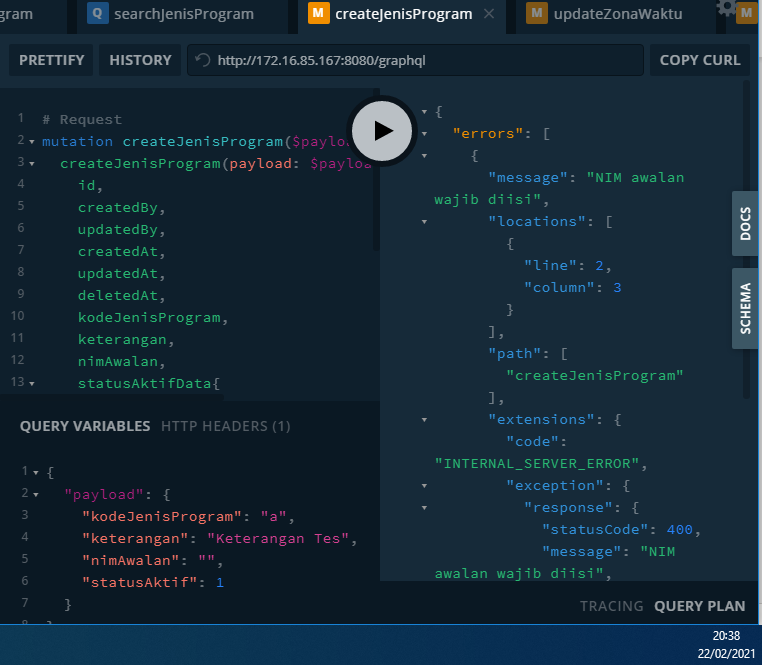 gram
Q searchJenisProgram
M createJenisProgram
M updateZonaWaktu
M
PRETTIFY
HISTORY
http://172.16.85.167:8080/graphql
COPY CURL
1 # Request
2 mutation createJenisProgram($paylo
3 createJenisProgram(payload: $payloa
4 id,
5 createdBy,
6 updatedBy,
7 createdAt,
8 updatedAt,
9 deletedAt,
10 kodeJenisProgram,
11 keterangan,
12 nimAwalan,
13 statusAktifData{
QUERY VARIABLES HTTP HEADERS (1)
1 {
2 "payload": {
3 "kodeJenisProgram": "a",
4 "keterangan": "Keterangan Tes",
5 "nimAwalan": "",
6 "statusAktif": 1
7 }
8 }
{
"errors": [
{
"message": "NIM awalan
wajib diisi",
"locations": [
{
"line": 2,
"column": 3
}
],
"path": [
"createJenisProgram"
],
"extensions": {
"code":
"INTERNAL_SERVER_ERROR",
"exception": {
"response": {
"statusCode": 400,
"message": "NIM
awalan wajib diisi",
DOCS
SCHEMA
TRACING QUERY PLAN
20:38
22/02/2021